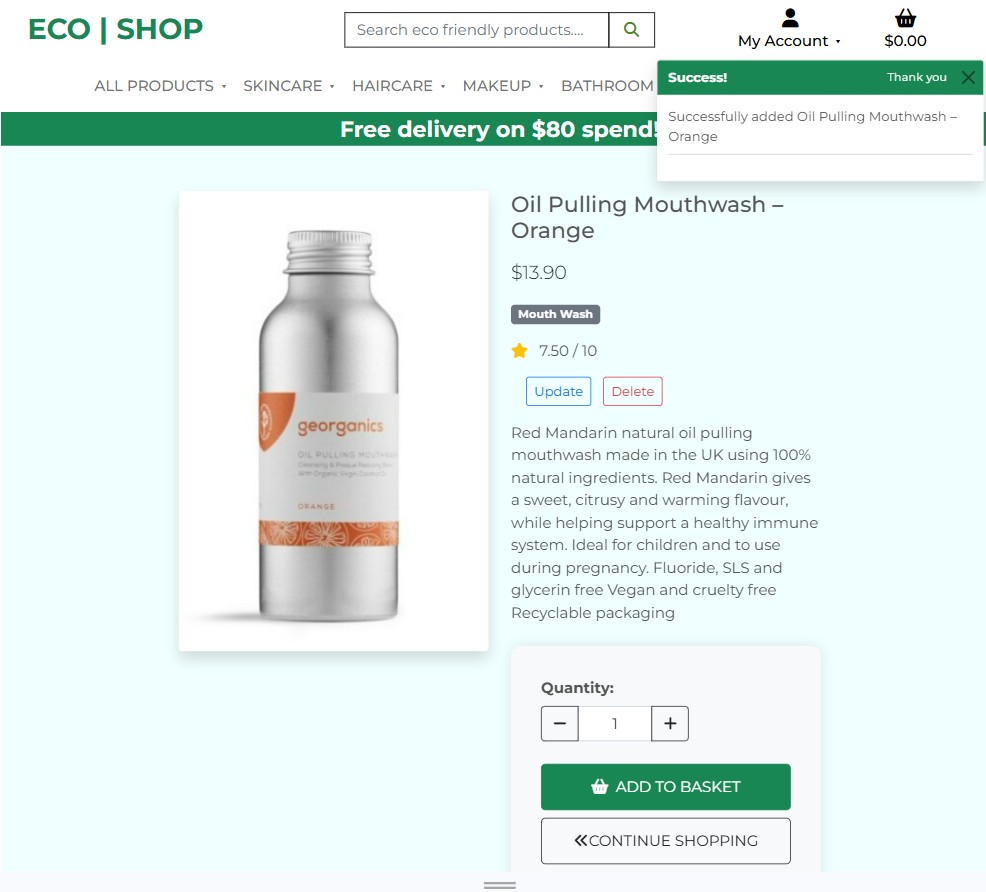 ECO | SHOP
Search eco friendly products....
My Account
$0.00
ALL PRODUCTS
SKINCARE
HAIRCARE
MAKEUP
BATHROOM
Success!
Thank you
Successfully added Oil Pulling Mouthwash –
Orange
Free delivery on $80 spend!
georganics
OIL PULLING MOUTHWASH
Cleansing & Plaque Reducing
With Organic Virgin Coconut
ORANGE
Oil Pulling Mouthwash –
Orange
$13.90
Mouth Wash
7.50 / 10
Update
Delete
Red Mandarin natural oil pulling
mouthwash made in the UK using 100%
natural ingredients. Red Mandarin gives
a sweet, citrusy and warming flavour,
while helping support a healthy immune
system. Ideal for children and to use
during pregnancy. Fluoride, SLS and
glycerin free Vegan and cruelty free
Recyclable packaging
Quantity:
1
ADD TO BASKET
CONTINUE SHOPPING